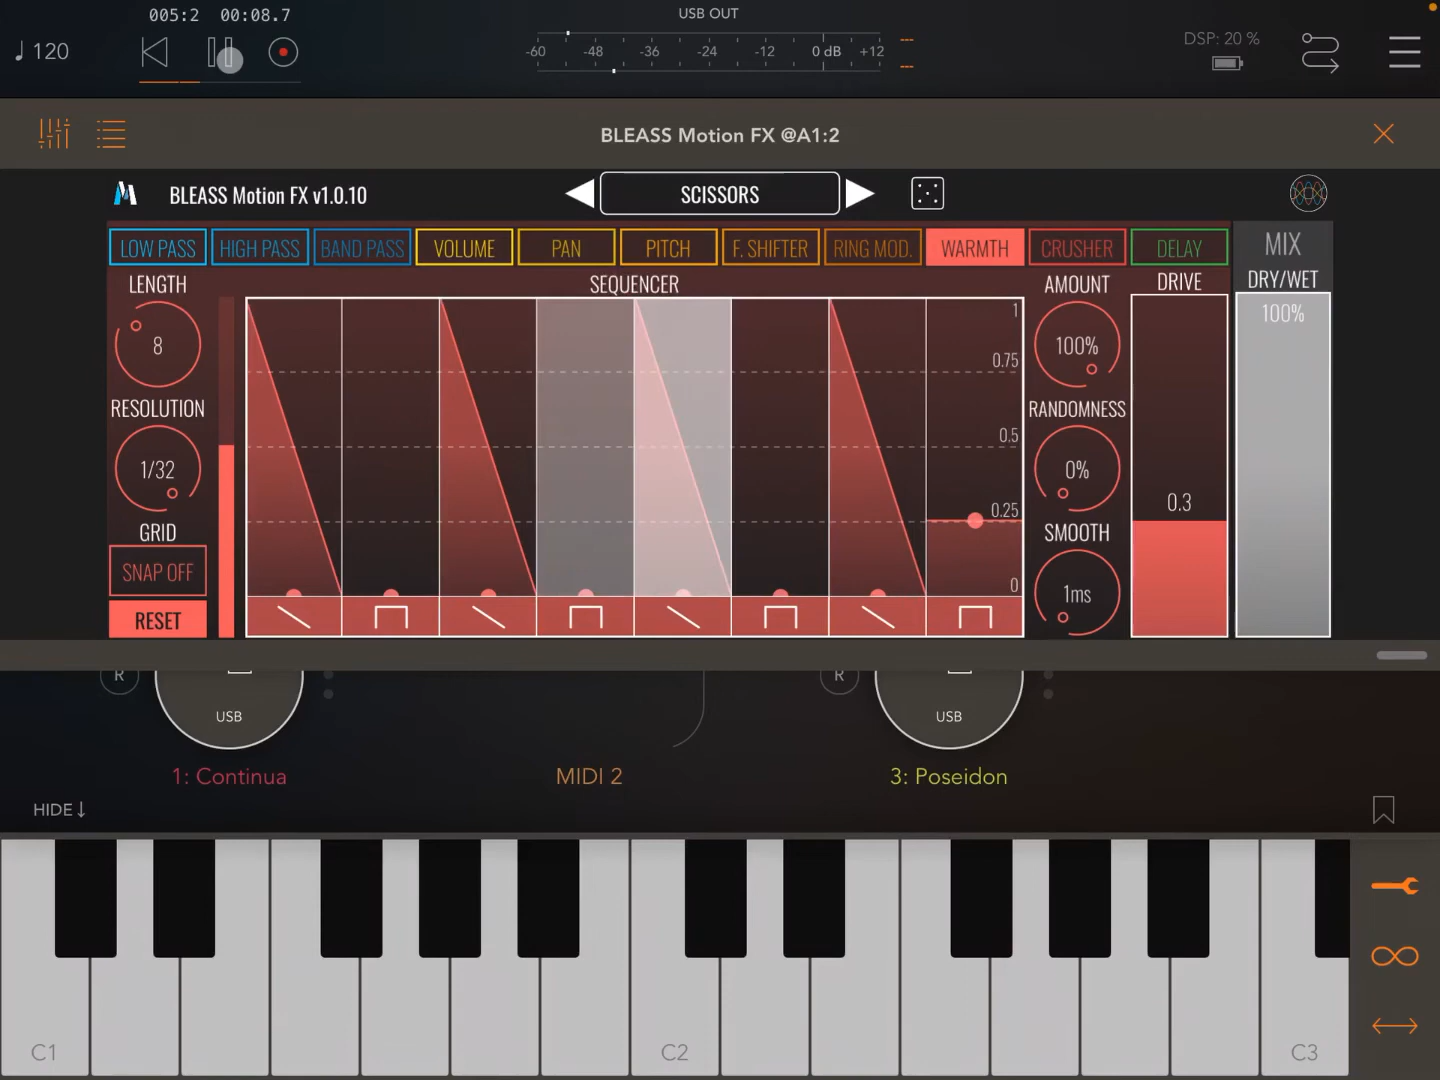 005:2 00:08.7
USB OUT
♩ 120
-60 -48 -36 -24 -12 0 dB +12
DSP: 20 %
BLEASS Motion FX @A1:2
BLEASS Motion FX v1.0.10
SCISSORS
LOW PASS HIGH PASS BAND PASS VOLUME PAN PITCH F. SHIFTER RING MOD. WARMTH CRUSHER DELAY
MIX
LENGTH
SEQUENCER
AMOUNT
DRIVE
DRY/WET
8
1
0.75
0.5
0.25
0
100%
100%
RESOLUTION
RANDOMNESS
1/32
0%
0.3
GRID
SMOOTH
SNAP OFF
1ms
RESET
R
USB
R
USB
1: Continua
MIDI 2
3: Poseidon
HIDE↓
C1
C2
C3